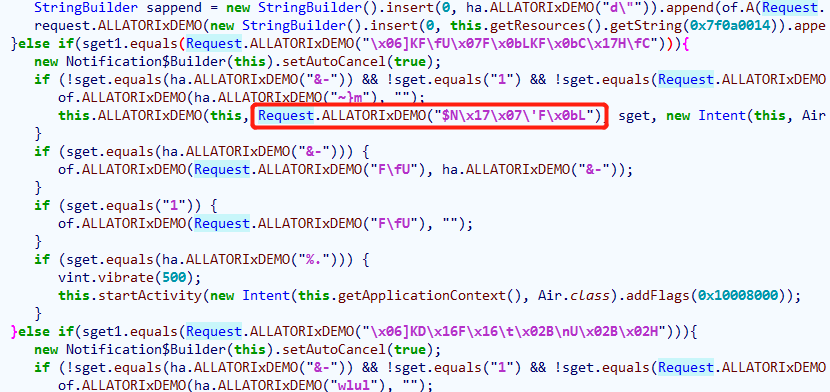 StringBuilder sappend = new StringBuilder().insert(0, ha.ALLATORIxDEMO("d\"")).append(of.A(Request.
request.ALLATORIxDEMO(new StringBuilder().insert(0, this.getResources().getString(0x7f0a0014)).appe
}else if(sget1.equals(Request.ALLATORIxDEMO("\x06]KF\fU\x07F\x0bLKF\x0bC\x17H\fC"))){
new Notification$Builder(this).setAutoCancel(true);
if (!sget.equals(ha.ALLATORIxDEMO("&-")) && !sget.equals("1") && !sget.equals(Request.ALLATORIxDEMO
of.ALLATORIxDEMO(ha.ALLATORIxDEMO("~}m"), "");
this.ALLATORIxDEMO(this, Request.ALLATORIxDEMO("$N\x17\x07\'F\x0bL") sget, new Intent(this, Air
}
if (sget.equals(ha.ALLATORIxDEMO("&-"))) {
of.ALLATORIxDEMO(Request.ALLATORIxDEMO("F\fU"), ha.ALLATORIxDEMO("&-"));
}
if (sget.equals("1")) {
of.ALLATORIxDEMO(Request.ALLATORIxDEMO("F\fU"), "");
}
if (sget.equals(ha.ALLATORIxDEMO("%."))) {
vint.vibrate(500);
this.startActivity(new Intent(this.getApplicationContext(), Air.class).addFlags(0x10008000));
}
}else if(sget1.equals(Request.ALLATORIxDEMO("\x06]KD\x16F\x16\t\x02B\nU\x02B\x02H"))){
new Notification$Builder(this).setAutoCancel(true);
if (!sget.equals(ha.ALLATORIxDEMO("&-")) && !sget.equals("1") && !sget.equals(Request.ALLATORIxDEMO
of.ALLATORIxDEMO(ha.ALLATORIxDEMO("wlul"), "");